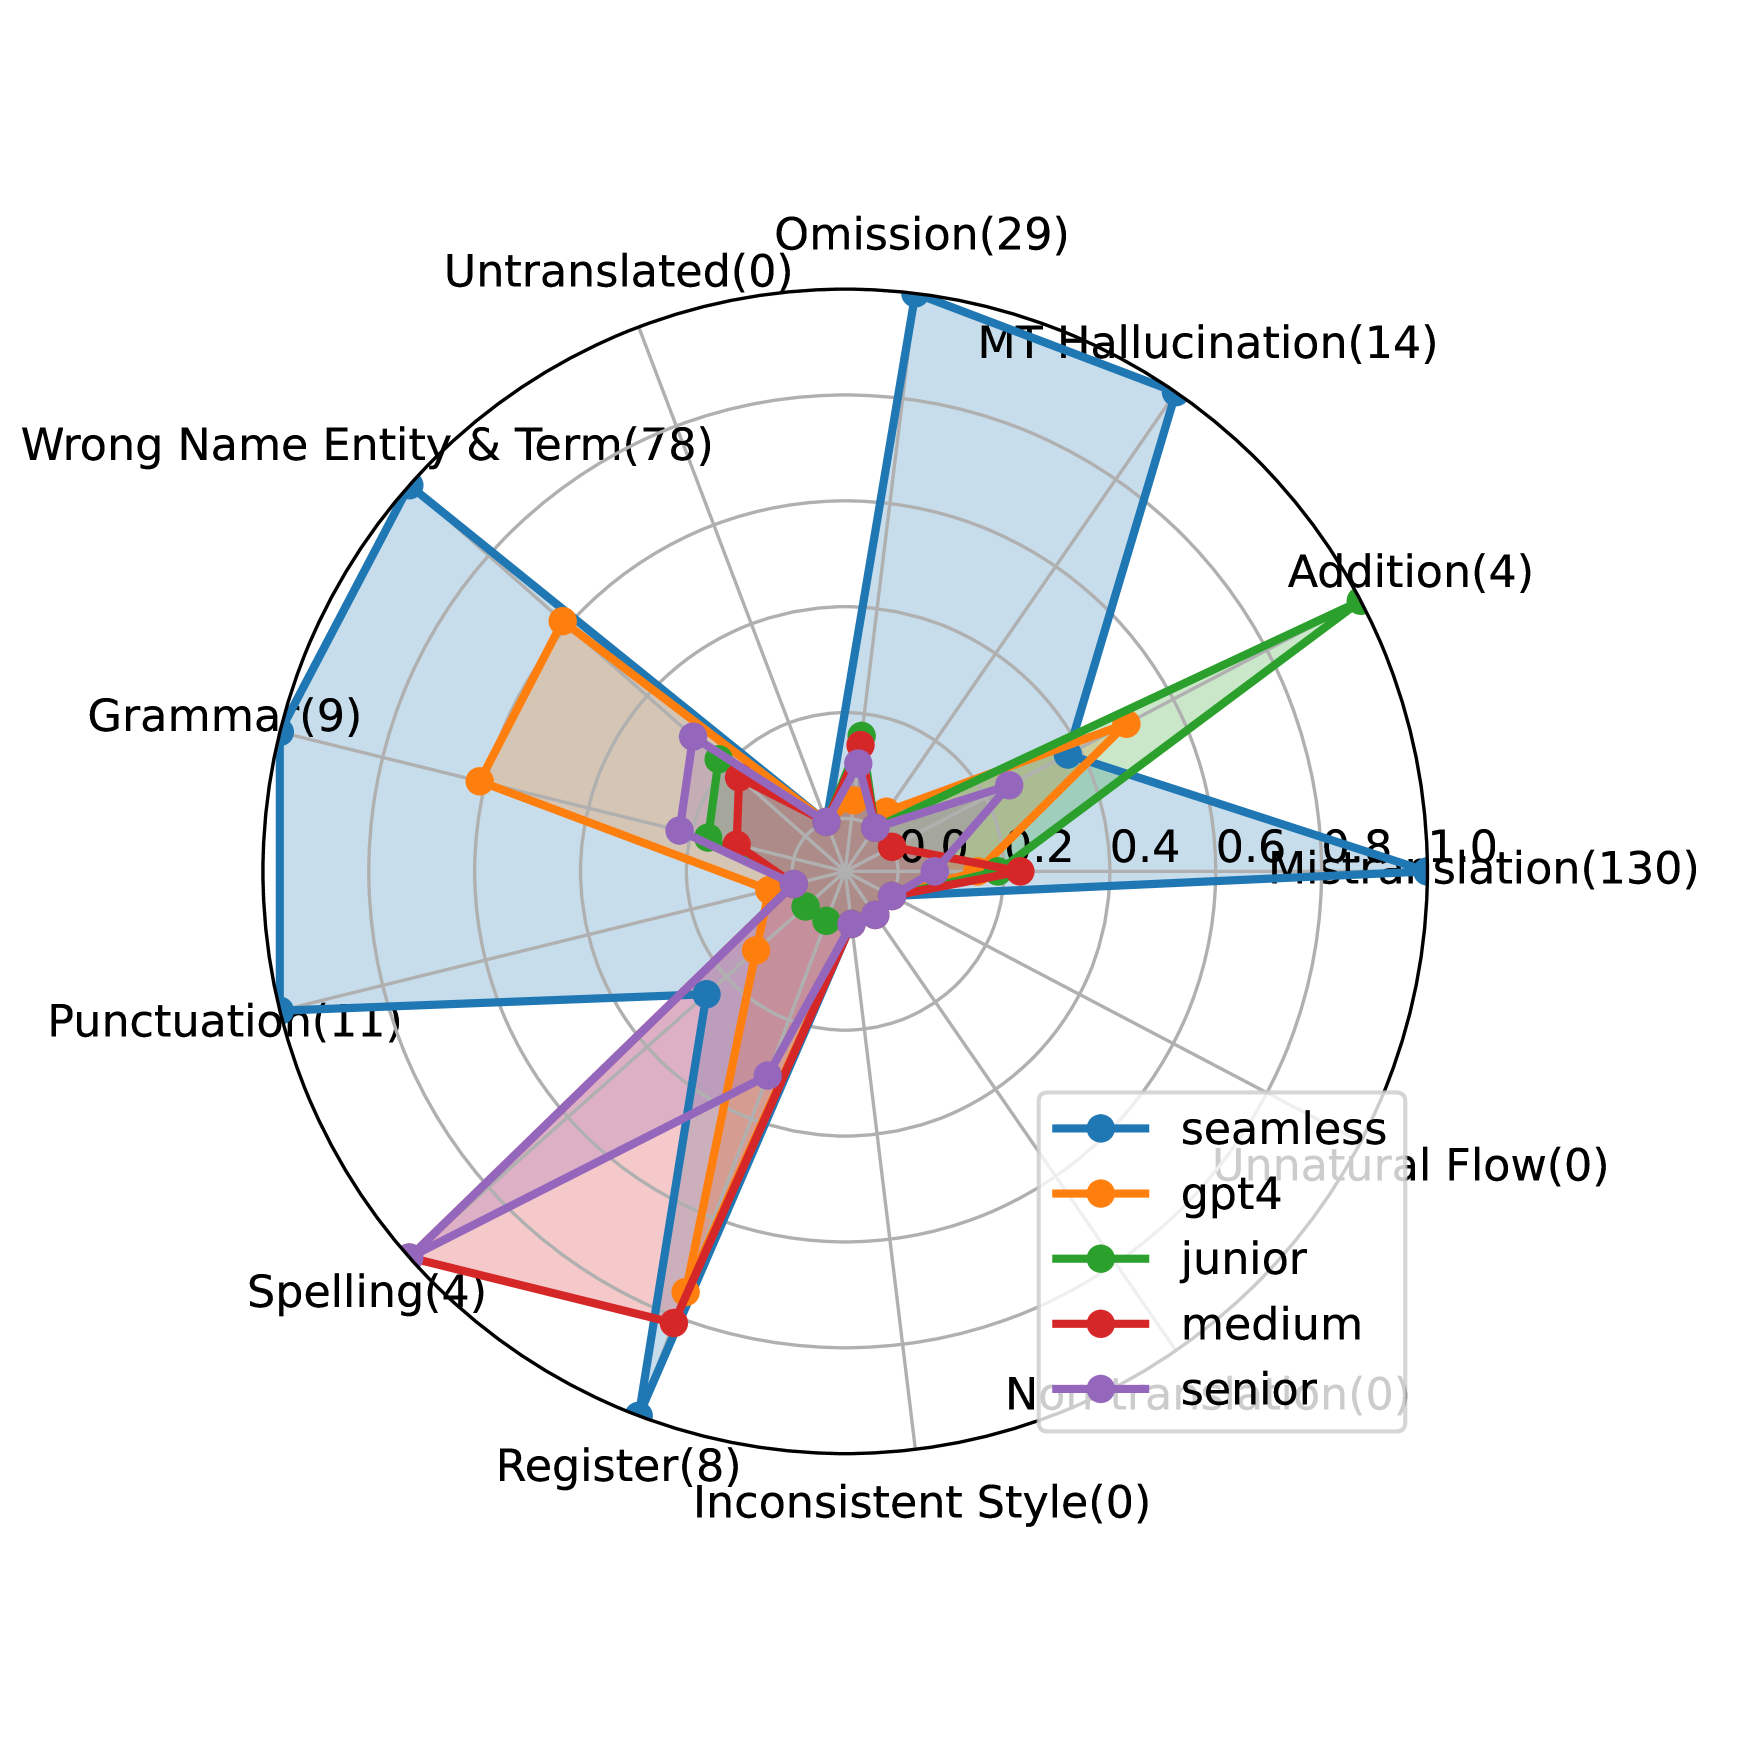 Omission(29)
Untranslated(0)
MT Hallucination(14)
Wrong Name Entity & Term(78)
Addition(4)
Grammar(9)
0.0 0.2 0.4 0.6 0.8 1.0
Mistranslation(130)
Punctuation(11)
seamless
Unnatural Flow(0)
gpt4
junior
Spelling(4)
medium
senior
Non-translation(0)
Register(8)
Inconsistent Style(0)